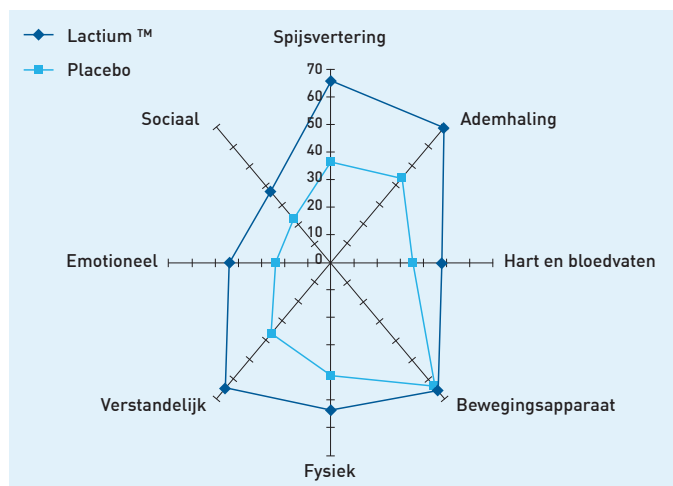 Lactium ™
Placebo
Spijsvertering
70
60
50
40
30
20
10
0
Sociaal
Ademhaling
Emotioneel
Hart en bloedvaten
Verstandelijk
Bewegingsapparaat
Fysiek